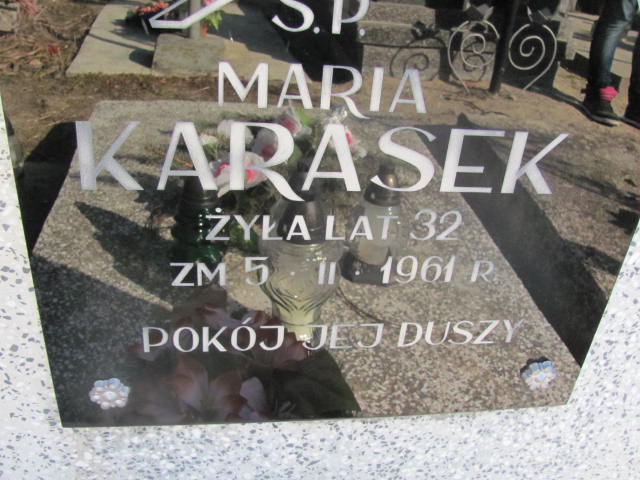 Ś.P.
MARIA
KARASEK
ŻYŁA LAT 32
ZM 5 · II · 1961 R
POKÓJ JEJ DUSZY